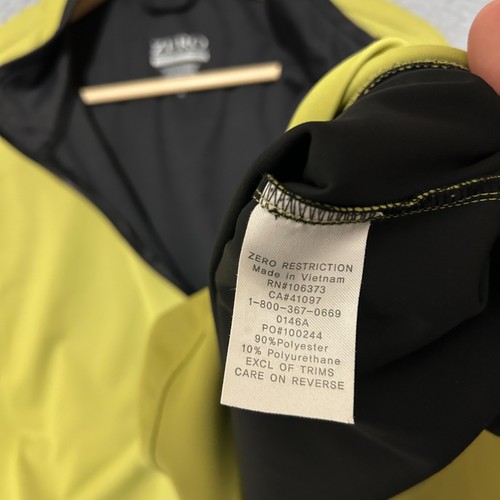 ZERO
ZERO RESTRICTION
Made in Vietnam
RN#106373
CA#41097
1-800-367-0669
0146A
PO#100244
90%Polyester
10% Polyurethane
EXCL OF TRIMS
CARE ON REVERSE